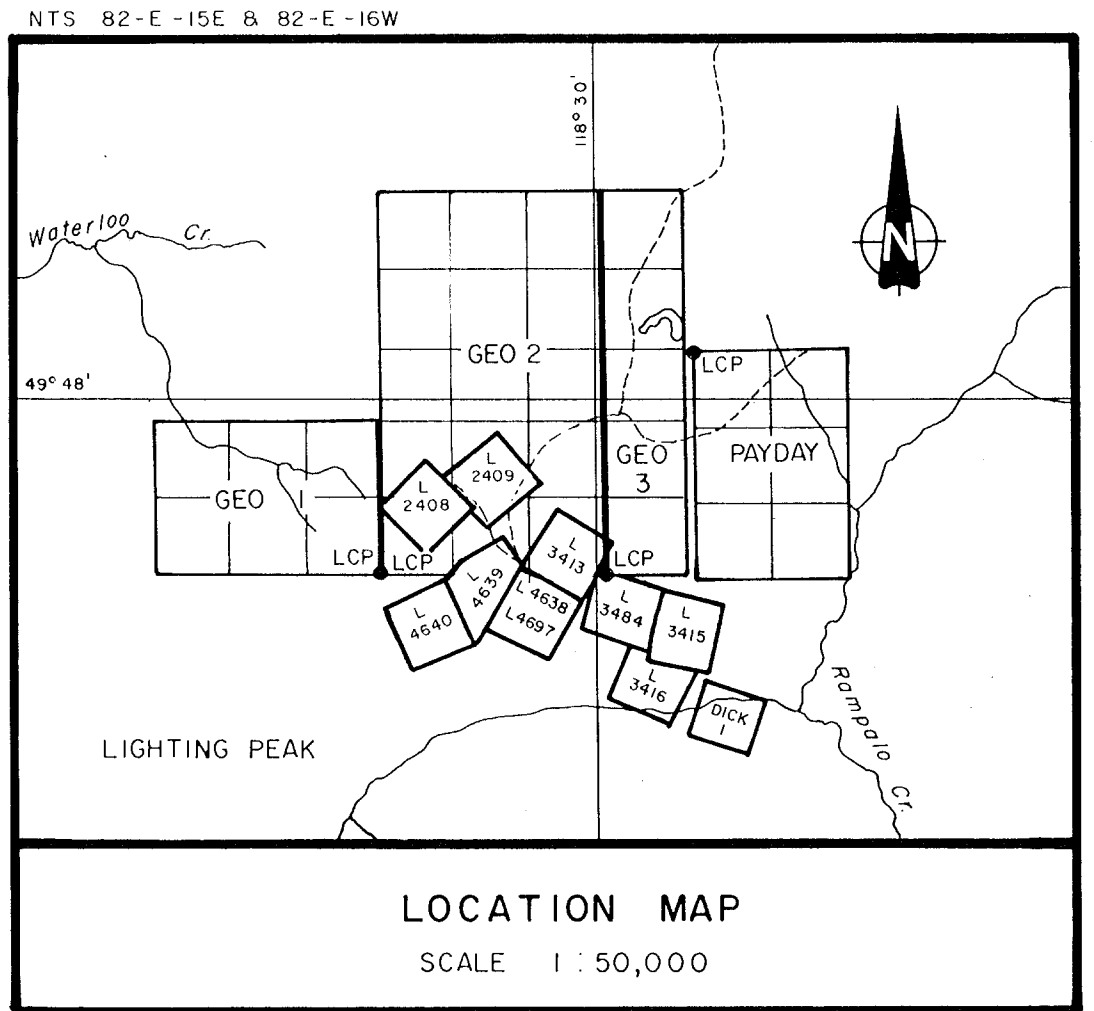 NTS 82-E-15E & 82-E-16W
118° 30'
Waterloo Cr.
N
49° 48'
GEO 2
LCP
GEO 3
PAYDAY
L 2409
L 2408
GEO 1
LCP
LCP
L 3413
LCP
L 4639
L 4638
L4697
L 4640
L 3484
L 3415
L 3416
DICK 1
Rampalo Cr.
LIGHTING PEAK
LOCATION MAP
SCALE 1:50,000